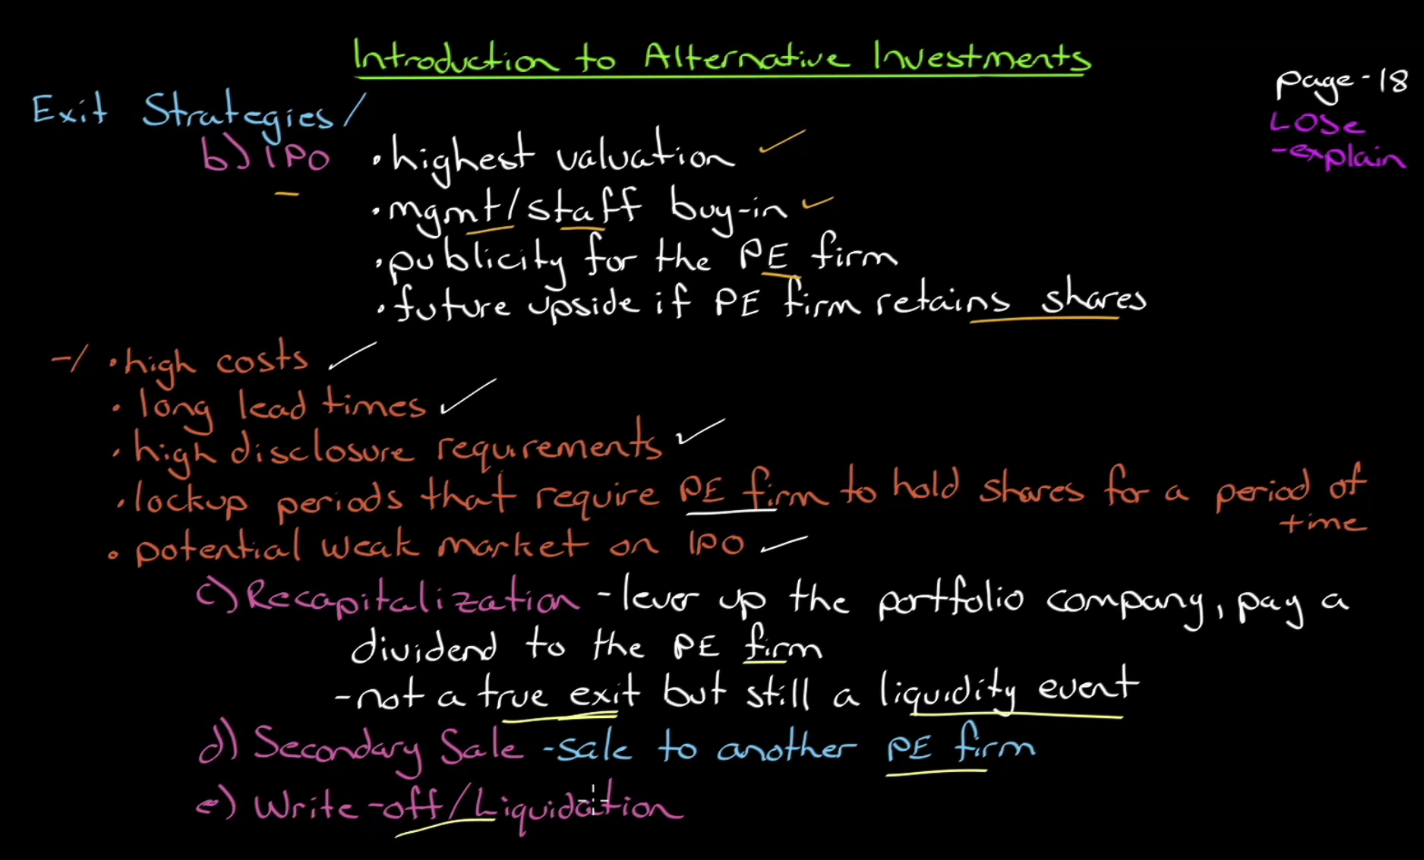 Introduction to Alternative Investments
page-18
LOSe
-explain
Exit Strategies/
b) IPO • highest valuation
• mgmt/staff buy-in
• publicity for the PE firm
• future upside if PE firm retains shares
-/ • high costs
• long lead times
• high disclosure requirements
• lockup periods that require PE firm to hold shares for a period of
time
• potential weak market on IPO
c) Recapitalization - lever up the portfolio company, pay a
dividend to the PE firm
- not a true exit but still a liquidity event
d) Secondary Sale - sale to another PE firm
e) Write-off/Liquidation